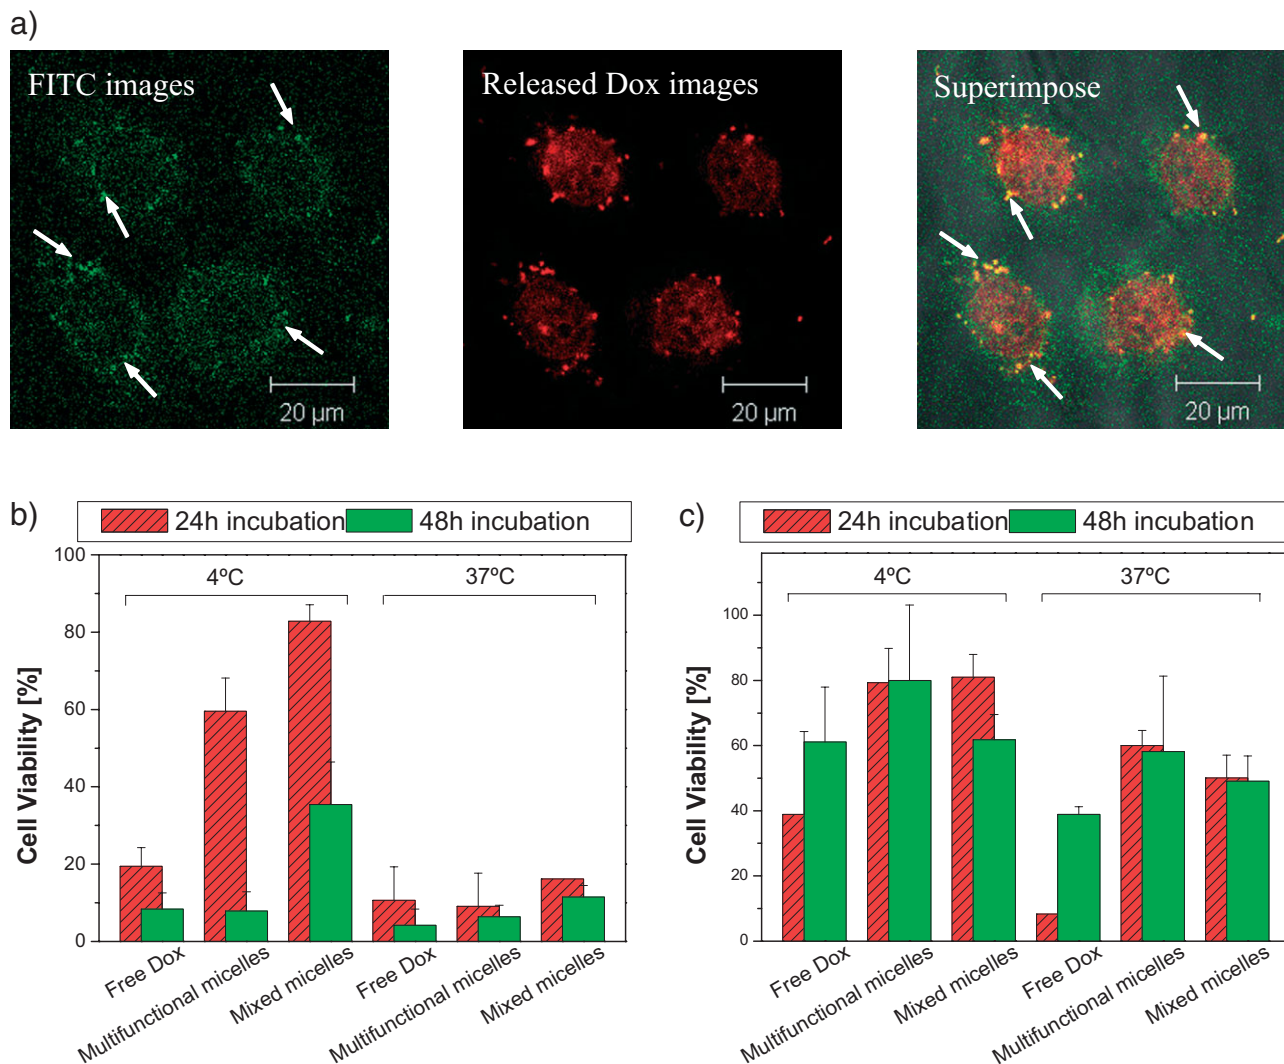 a)
FITC images
Released Dox images
Superimpose
20 µm
20 µm
20 µm
b)
24h incubation
48h incubation
4ºC
37ºC
Cell Viability [%]
100
80
60
40
20
0
Free Dox
Multifunctional micelles
Mixed micelles
Free Dox
Multifunctional micelles
Mixed micelles
c)
24h incubation
48h incubation
4ºC
37ºC
Cell Viability [%]
100
80
60
40
20
0
Free Dox
Multifunctional micelles
Mixed micelles
Free Dox
Multifunctional micelles
Mixed micelles